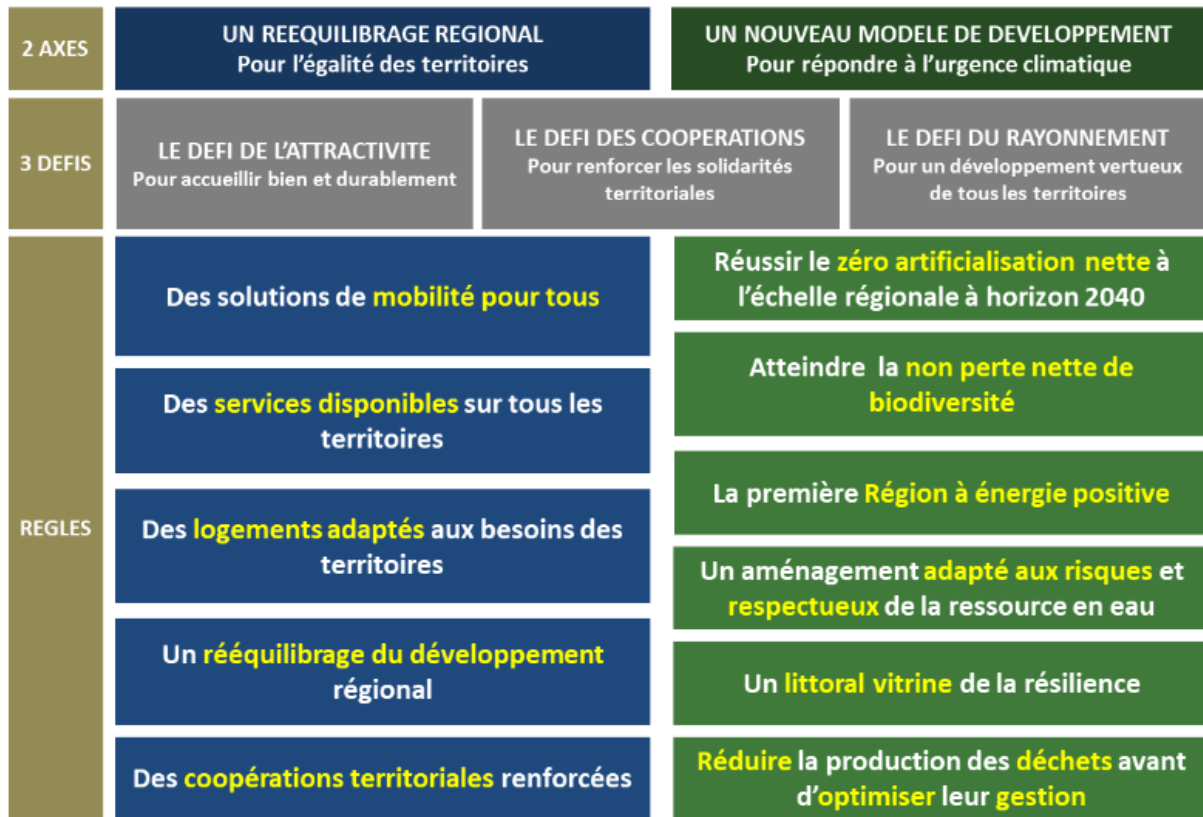 2 AXES
UN REEQUILIBRAGE REGIONAL
Pour l'égalité des territoires
UN NOUVEAU MODELE DE DEVELOPPEMENT
Pour répondre à l'urgence climatique
3 DEFIS
LE DEFI DE L'ATTRACTIVITE
Pour accueillir bien et durablement
LE DEFI DES COOPERATIONS
Pour renforcer les solidarités
territoriales
LE DEFI DU RAYONNEMENT
Pour un développement vertueux
de tous les territoires
REGLES
Des solutions de mobilité pour tous
Des services disponibles sur tous les
territoires
Des logements adaptés aux besoins des
territoires
Un rééquilibrage du développement
régional
Des coopérations territoriales renforcées
Réussir le zéro artificialisation nette à
l'échelle régionale à horizon 2040
Atteindre la non perte nette de
biodiversité
La première Région à énergie positive
Un aménagement adapté aux risques et
respectueux de la ressource en eau
Un littoral vitrine de la résilience
Réduire la production des déchets avant
d'optimiser leur gestion